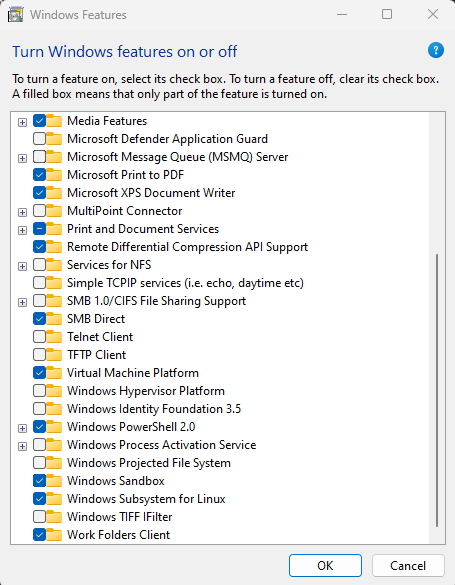 Windows Features
Turn Windows features on or off
To turn a feature on, select its check box. To turn a feature off, clear its check box.
A filled box means that only part of the feature is turned on.
Media Features
Microsoft Defender Application Guard
Microsoft Message Queue (MSMQ) Server
Microsoft Print to PDF
Microsoft XPS Document Writer
MultiPoint Connector
Print and Document Services
Remote Differential Compression API Support
Services for NFS
Simple TCPIP services (i.e. echo, daytime etc)
SMB 1.0/CIFS File Sharing Support
SMB Direct
Telnet Client
TFTP Client
Virtual Machine Platform
Windows Hypervisor Platform
Windows Identity Foundation 3.5
Windows PowerShell 2.0
Windows Process Activation Service
Windows Projected File System
Windows Sandbox
Windows Subsystem for Linux
Windows TIFF IFilter
Work Folders Client
OK
Cancel